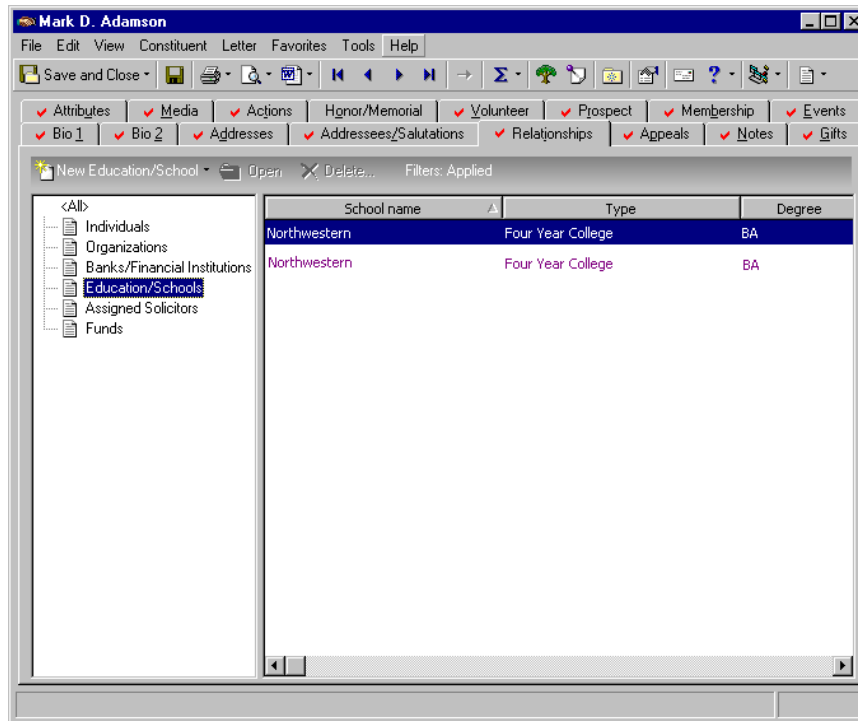 Mark D. Adamson
File Edit View Constituent Letter Favorites Tools Help
Save and Close
Attributes Media Actions Honor/Memorial Volunteer Prospect Membership Events
Bio 1 Bio 2 Addresses Addressees/Salutations Relationships Appeals Notes Gifts
New Education/School Open Delete... Filters: Applied
<All>
Individuals
Organizations
Banks/Financial Institutions
Education/Schools
Assigned Solicitors
Funds
School name Type Degree
Northwestern Four Year College BA
Northwestern Four Year College BA